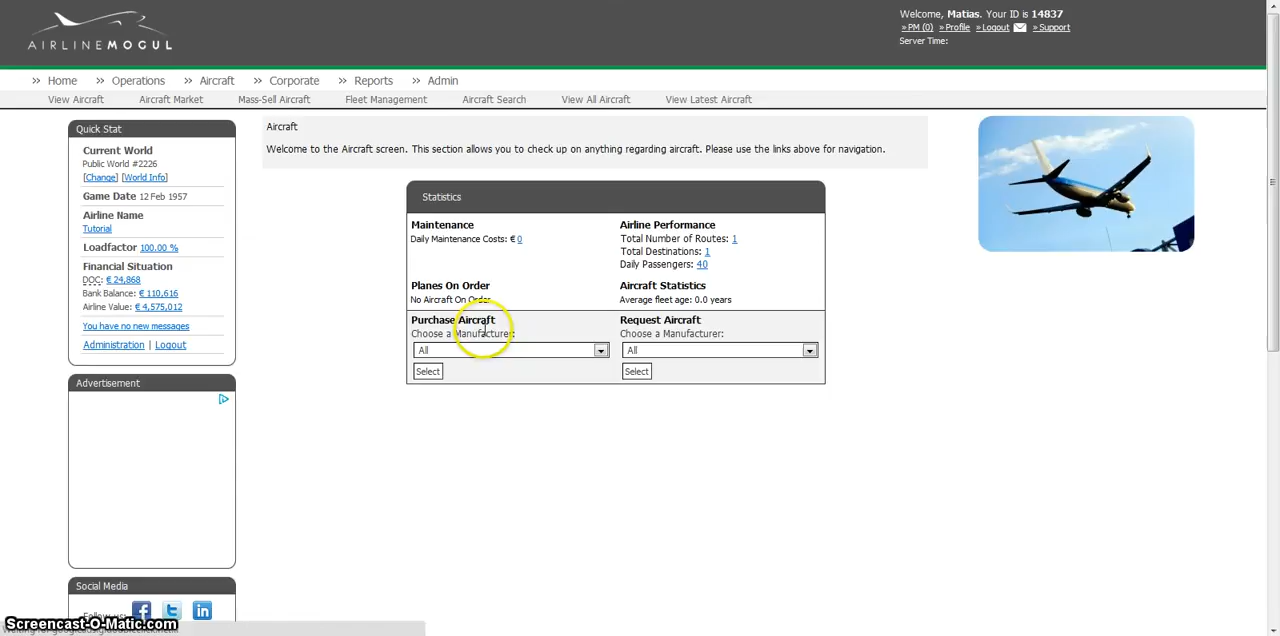 AIRLINEMOGUL
Welcome, Matias. Your ID is 14837
» PM (0) » Profile » Logout » Support
Server Time:
» Home » Operations » Aircraft » Corporate » Reports » Admin
View Aircraft Aircraft Market Mass-Sell Aircraft Fleet Management Aircraft Search View All Aircraft View Latest Aircraft
Quick Stat
Current World
Public World #2226
[Change] [World Info]
Game Date 12 Feb 1957
Airline Name
Tutorial
Loadfactor 100.00 %
Financial Situation
DOC: € 24,868
Bank Balance: € 110,616
Airline Value: € 4,575,012
You have no new messages
Administration | Logout
Advertisement
Social Media
Follow us:
Aircraft
Welcome to the Aircraft screen. This section allows you to check up on anything regarding aircraft. Please use the links above for navigation.
Statistics
Maintenance
Daily Maintenance Costs: € 0
Airline Performance
Total Number of Routes: 1
Total Destinations: 1
Daily Passengers: 40
Planes On Order
No Aircraft On Order
Aircraft Statistics
Average fleet age: 0.0 years
Purchase Aircraft
Choose a Manufacturer:
All
Select
Request Aircraft
Choose a Manufacturer:
All
Select
Screencast-O-Matic.com